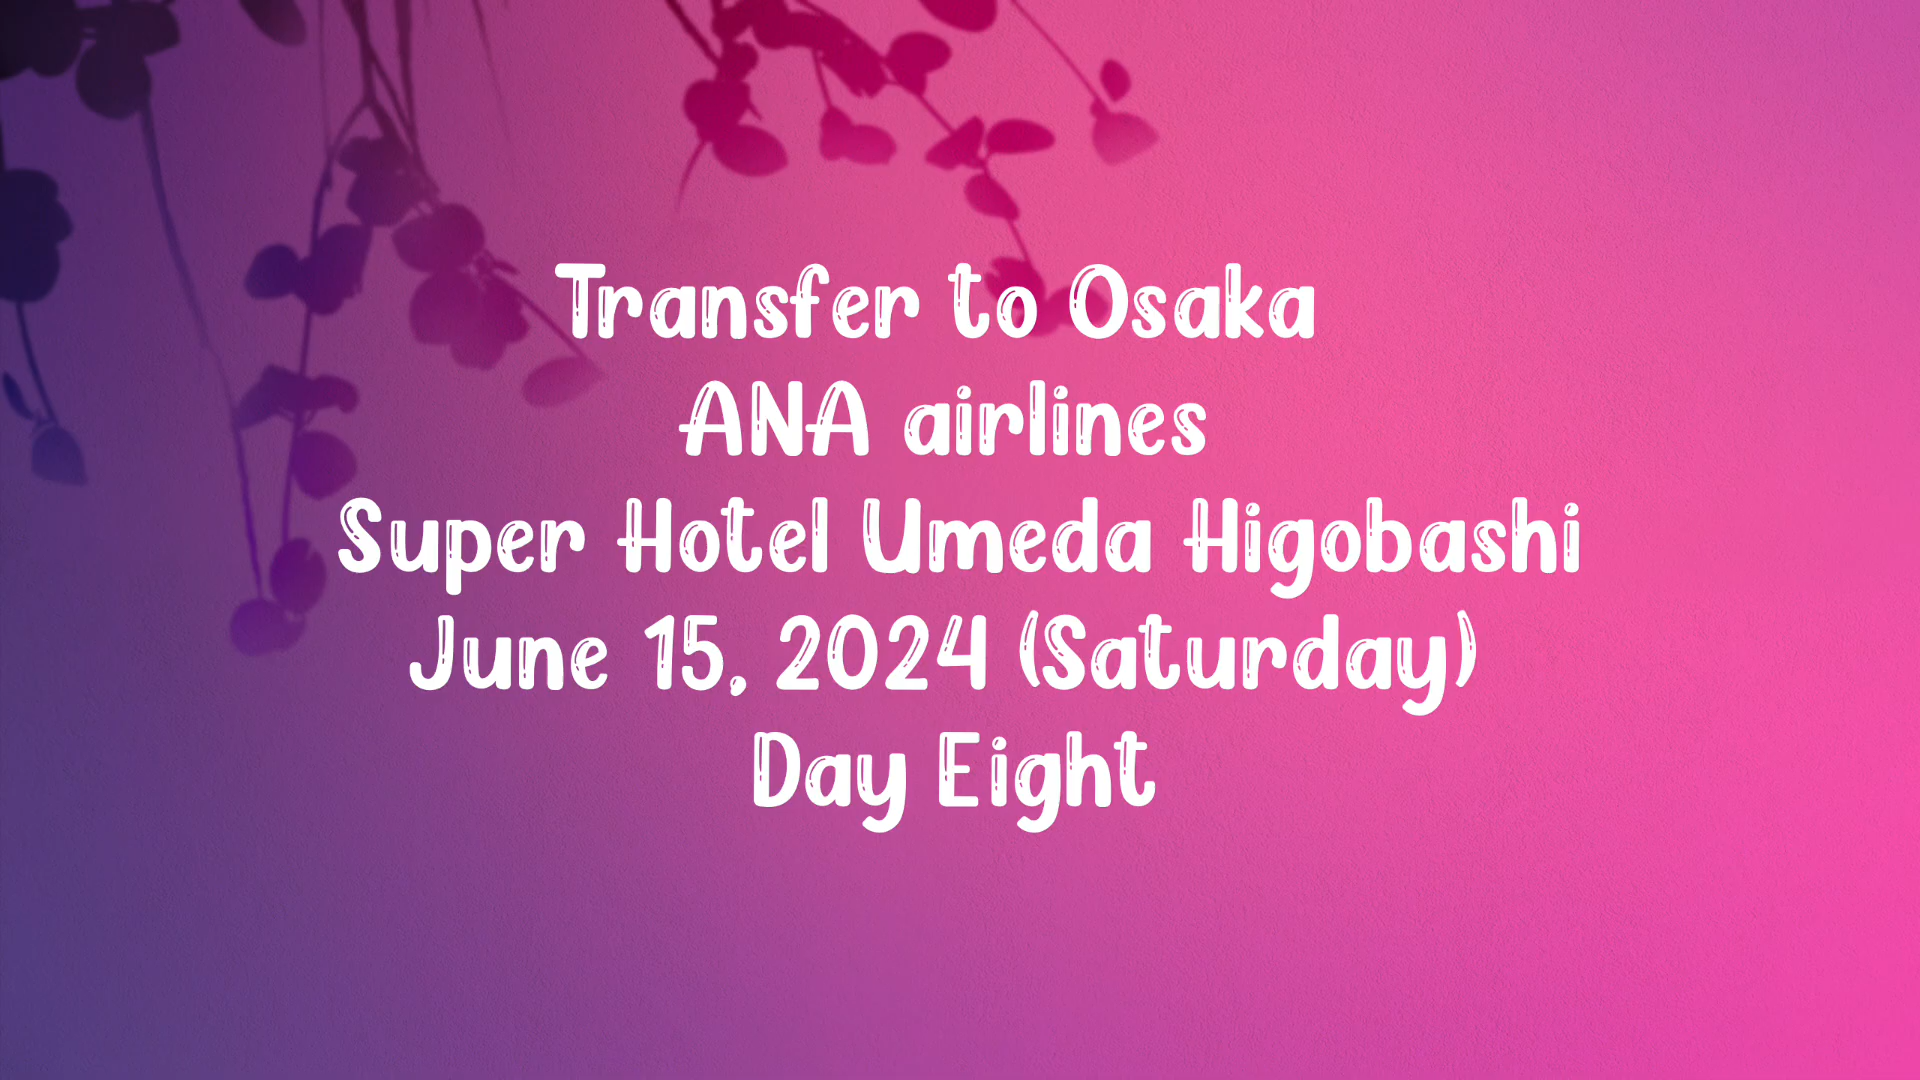 Transfer to Osaka
ANA airlines
Super Hotel Umeda Higobashi
June 15, 2024 (Saturday)
Day Eight